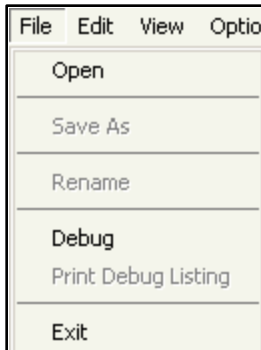 File Edit View Optio
Open
Save As
Rename
Debug
Print Debug Listing
Exit